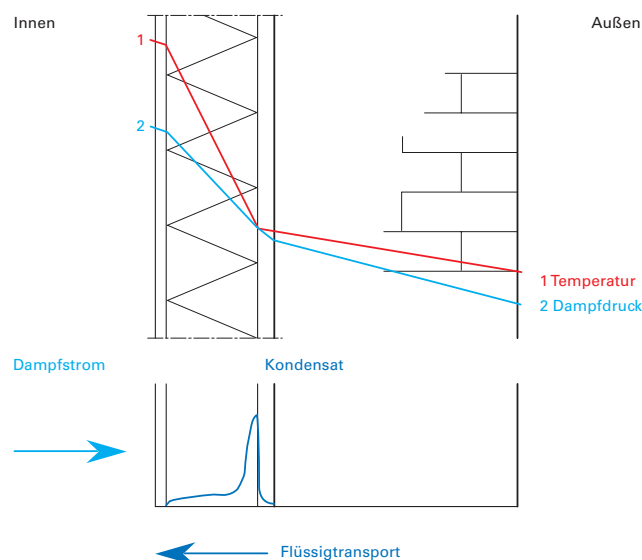 Innen
Außen
1
2
1 Temperatur
2 Dampfdruck
Dampfstrom
Kondensat
Flüssigtransport